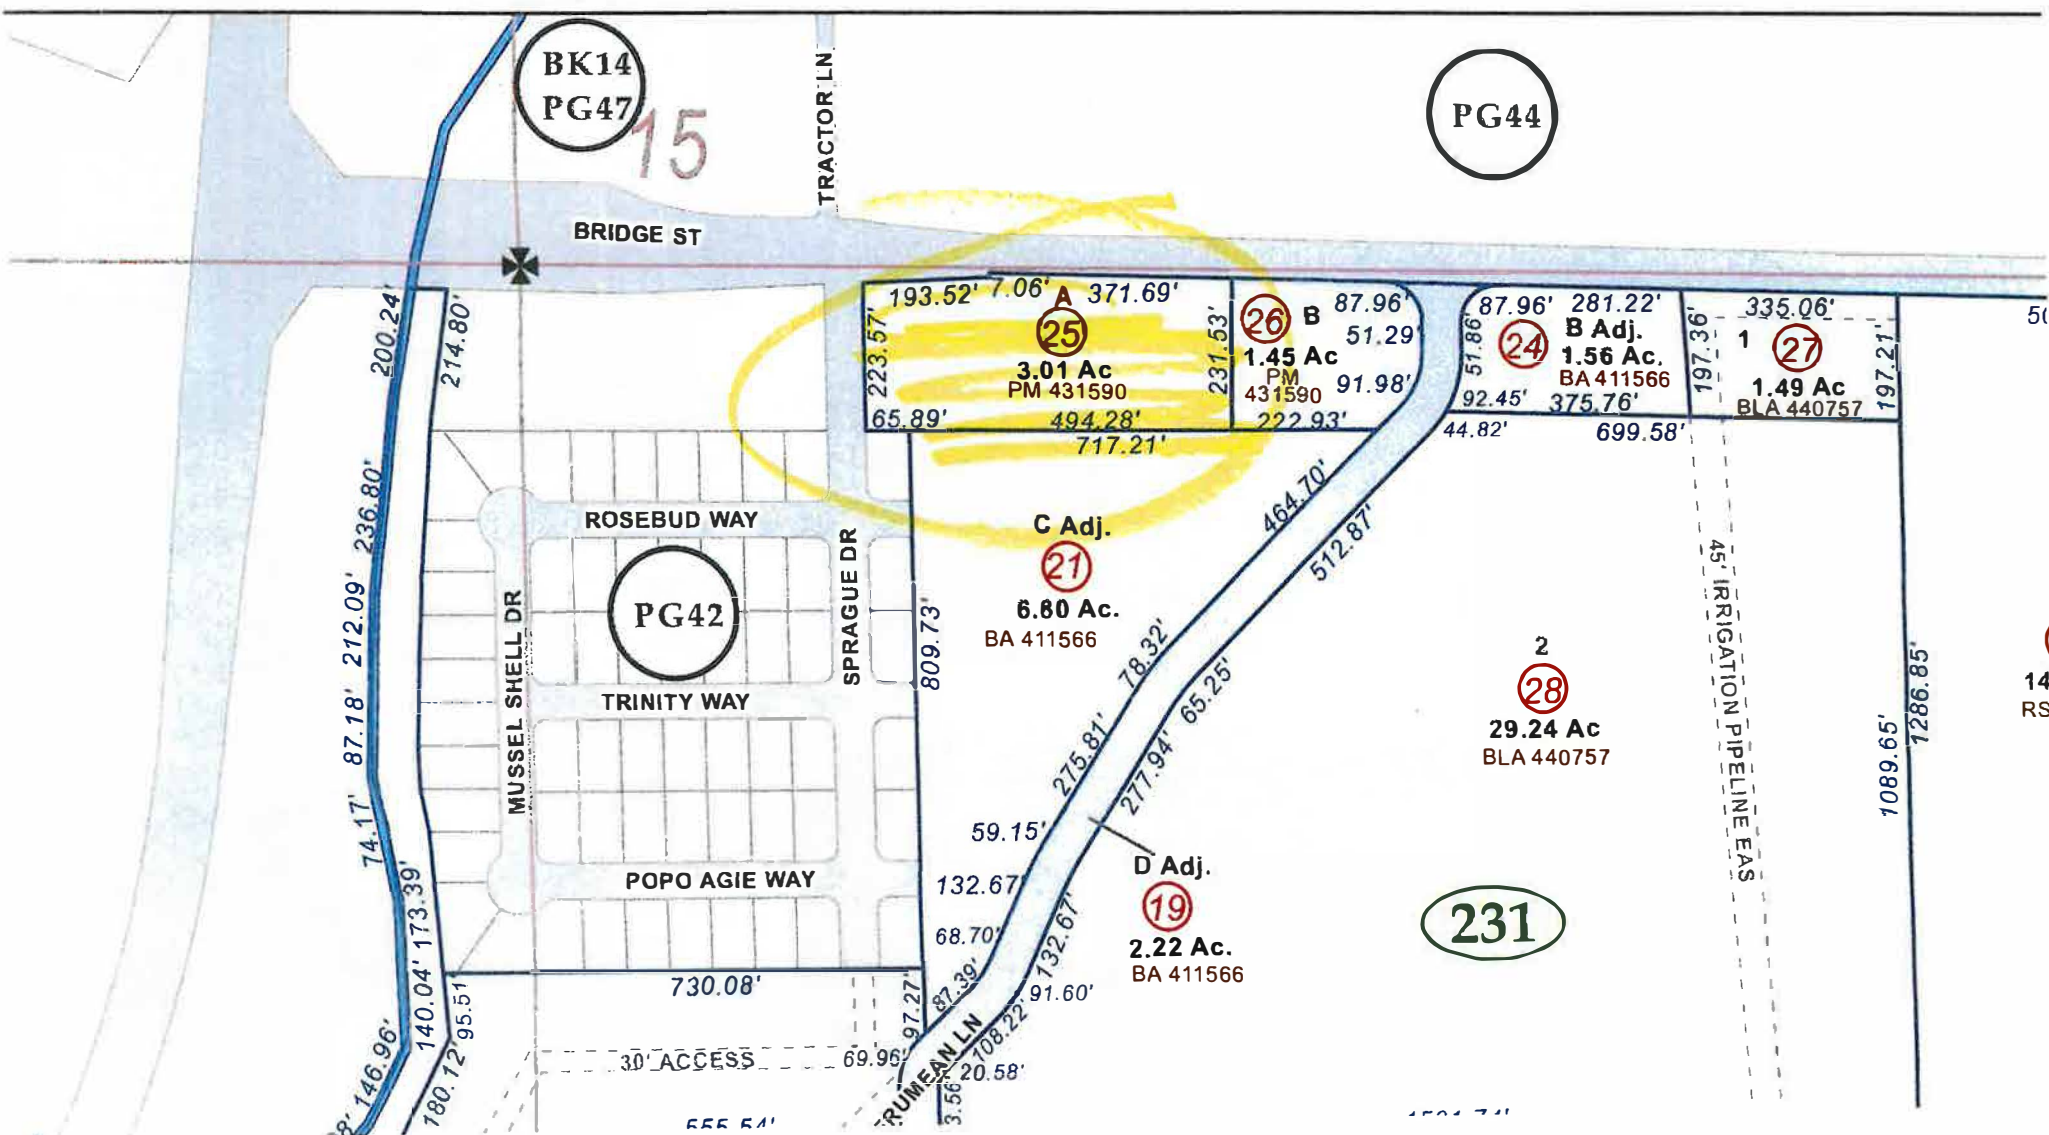 BK14
PG47
15
TRACTOR LN
PG44
BRIDGE ST
200.24'
214.80'
193.52' 7.06' A 371.69'
223.57'
25
3.01 Ac
PM 431590
231.53'
65.89' 494.28'
717.21'
26 B 87.96'
51.29'
1.45 Ac
PM
431590
91.98'
222.93'
87.96' 281.22'
51.86'
24
B Adj.
1.56 Ac.
BA 411566
92.45' 375.76'
197.36'
335.06'
1
27
1.49 Ac
BLA 440757
197.21'
44.82' 699.58'
236.80'
ROSEBUD WAY
C Adj.
21
6.80 Ac.
BA 411566
464.70'
512.87'
212.09'
PG42
MUSSEL SHELL DR
SPRAGUE DR
809.73'
78.32'
65.25'
45' IRRIGATION PIPELINE EAS
2
28
29.24 Ac
BLA 440757
1286.85'
1089.65'
14
RS
87.18'
TRINITY WAY
275.81'
277.94'
74.17'
59.15'
D Adj.
19
2.22 Ac.
BA 411566
POPO AGIE WAY
132.67'
132.67'
231
173.39'
68.70'
87.39'
91.60'
140.04'
95.51'
730.08'
97.27'
108.22'
146.96'
180.12'
30' ACCESS
69.96'
20.58'
RUMEAN LN
3.56
555.54'